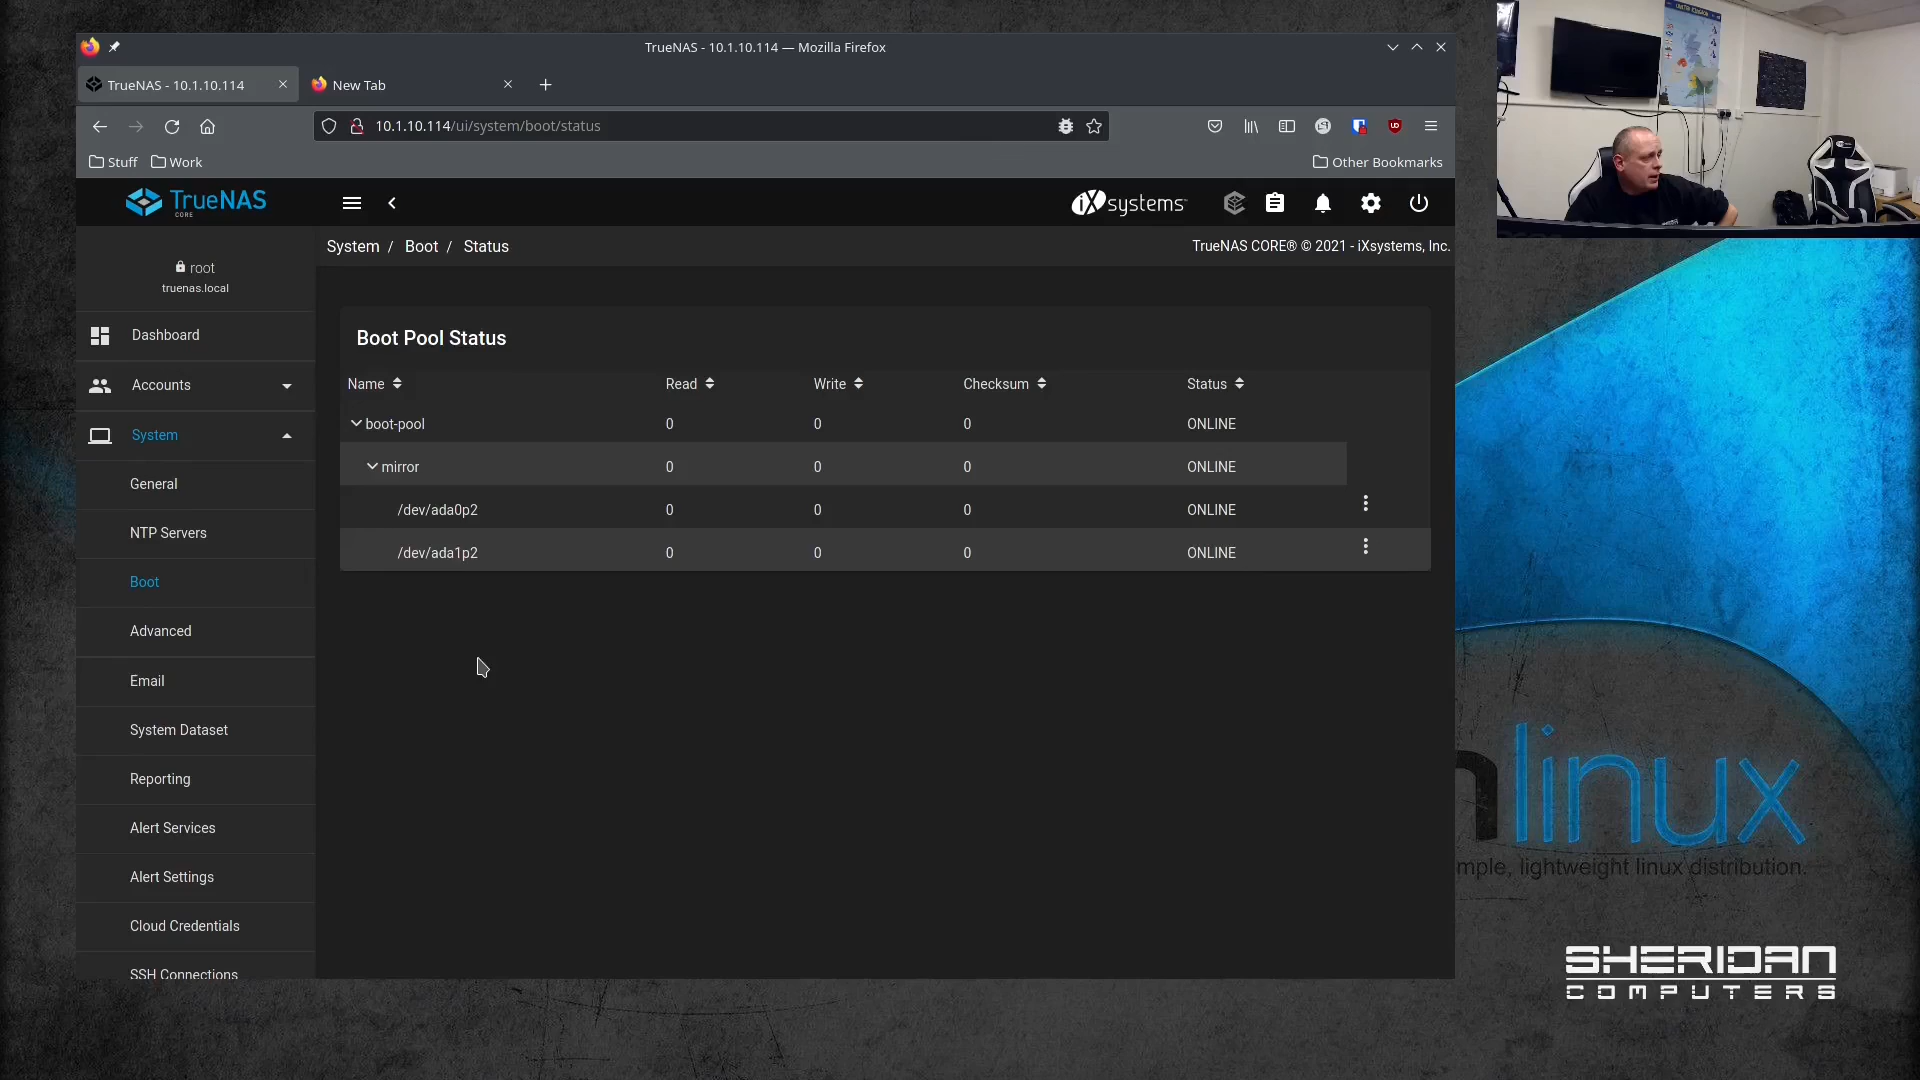 TrueNAS - 10.1.10.114 — Mozilla Firefox
TrueNAS - 10.1.10.114
New Tab
10.1.10.114/ui/system/boot/status
Stuff
Work
Other Bookmarks
TrueNAS
CORE
iXsystems
System / Boot / Status
TrueNAS CORE® © 2021 - iXsystems, Inc.
root
truenas.local
Dashboard
Accounts
System
General
NTP Servers
Boot
Advanced
Email
System Dataset
Reporting
Alert Services
Alert Settings
Cloud Credentials
SSH Connections
Boot Pool Status
Name Read Write Checksum Status
boot-pool 0 0 0 ONLINE
mirror 0 0 0 ONLINE
/dev/ada0p2 0 0 0 ONLINE
/dev/ada1p2 0 0 0 ONLINE
linux
mple, lightweight linux distribution.
SHERIDAN
COMPUTERS